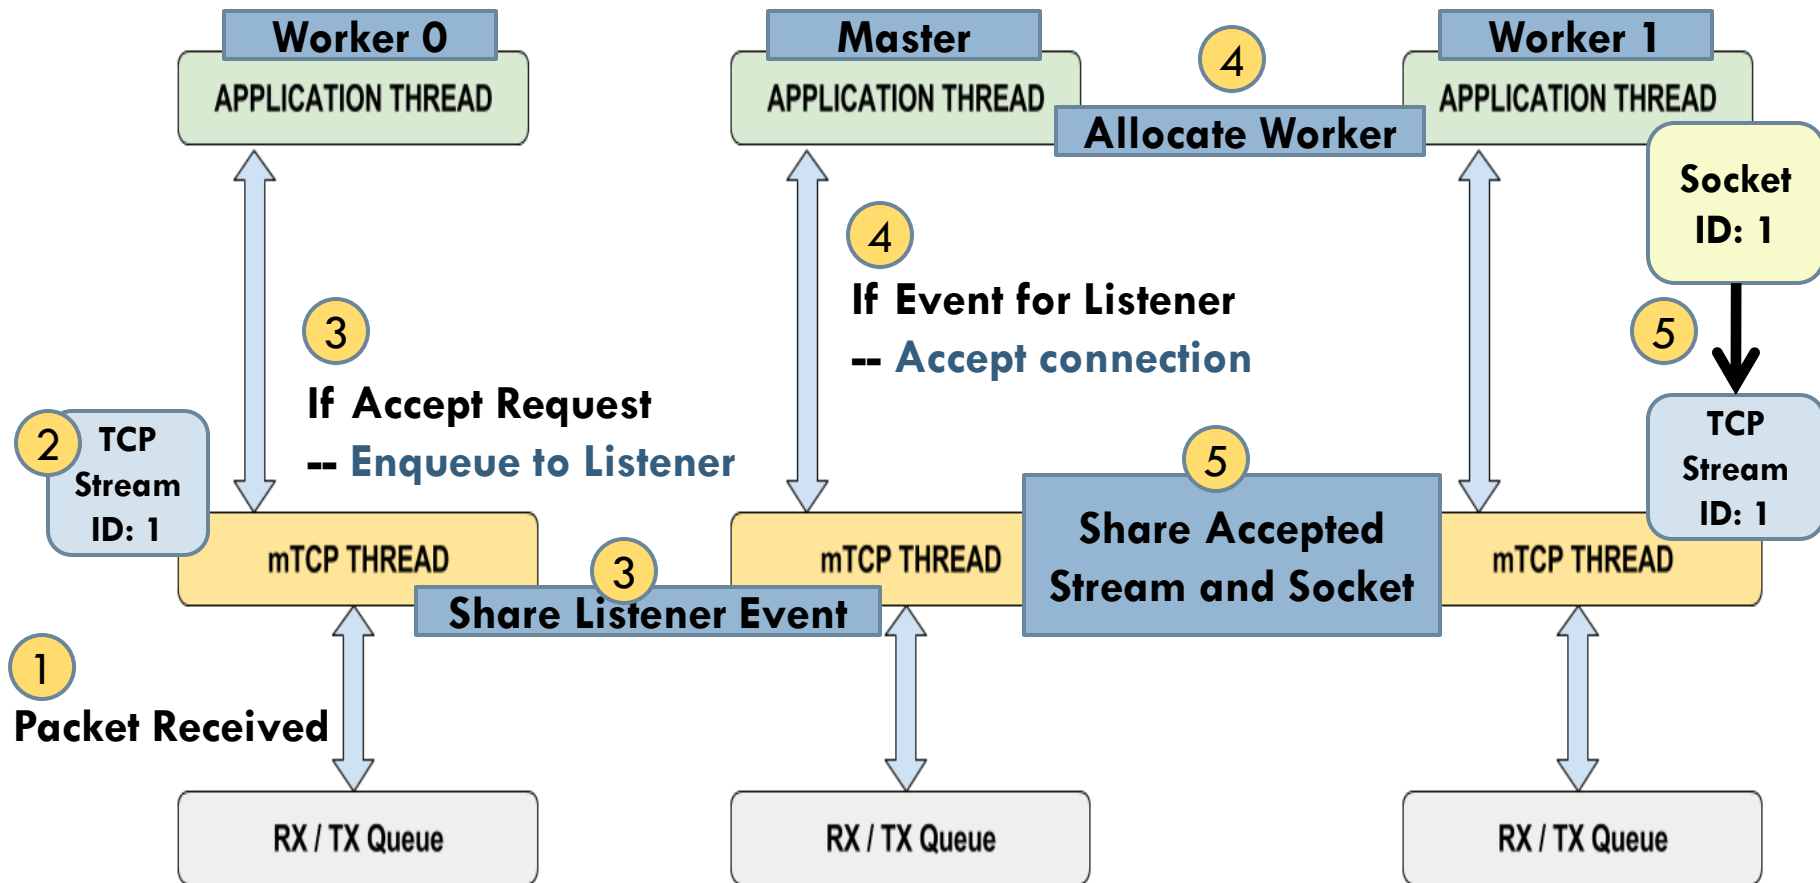 Worker 0
Master
Worker 1
4
APPLICATION THREAD
APPLICATION THREAD
APPLICATION THREAD
Allocate Worker
Socket
ID: 1
4
If Event for Listener
-- Accept connection
3
If Accept Request
-- Enqueue to Listener
5
2
TCP
Stream
ID: 1
TCP
Stream
ID: 1
5
Share Accepted
Stream and Socket
mTCP THREAD
mTCP THREAD
mTCP THREAD
3
Share Listener Event
1
Packet Received
RX / TX Queue
RX / TX Queue
RX / TX Queue